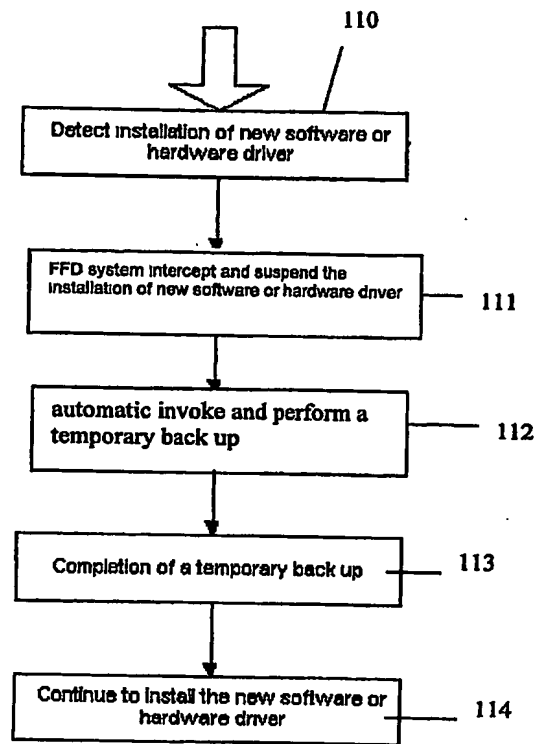 110
Detect installation of new software or
hardware driver
FFD system intercept and suspend the
installation of new software or hardware driver
111
automatic invoke and perform a
temporary back up
112
Completion of a temporary back up
113
Continue to install the new software or
hardware driver
114